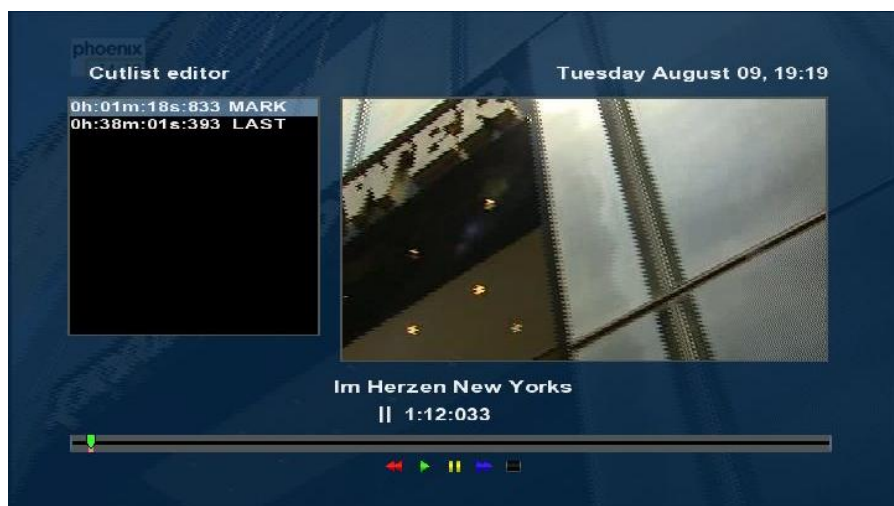 phoenix
Cutlist editor
Tuesday August 09, 19:19
0h:01m:18s:833 MARK
0h:38m:01s:393 LAST
WER
Im Herzen New Yorks
|| 1:12:033